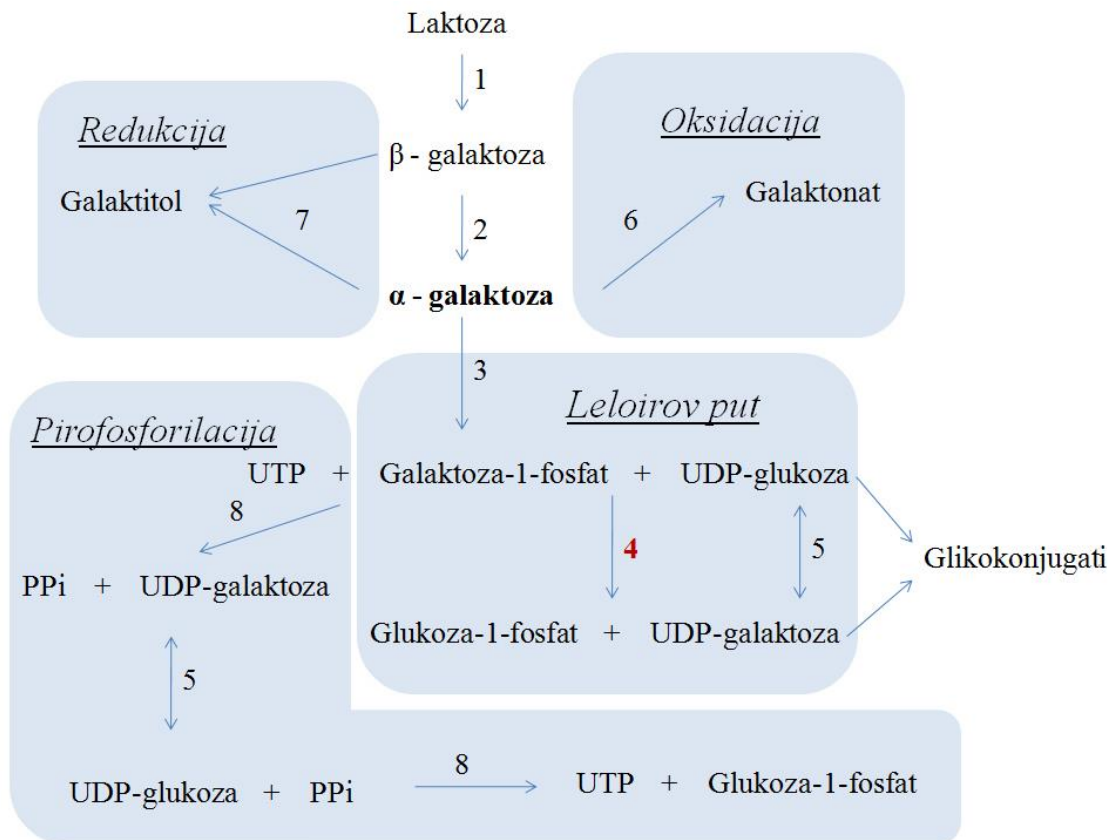 Laktoza
1
Redukcija
Oksidacija
β - galaktoza
Galaktitol
Galaktonat
7
2
6
α - galaktoza
3
Leloirov put
Pirofosforilacija
UTP + Galaktoza-1-fosfat + UDP-glukoza
8
4
5
Glikokonjugati
PPi + UDP-galaktoza
Glukoza-1-fosfat + UDP-galaktoza
5
8
UDP-glukoza + PPi
UTP + Glukoza-1-fosfat